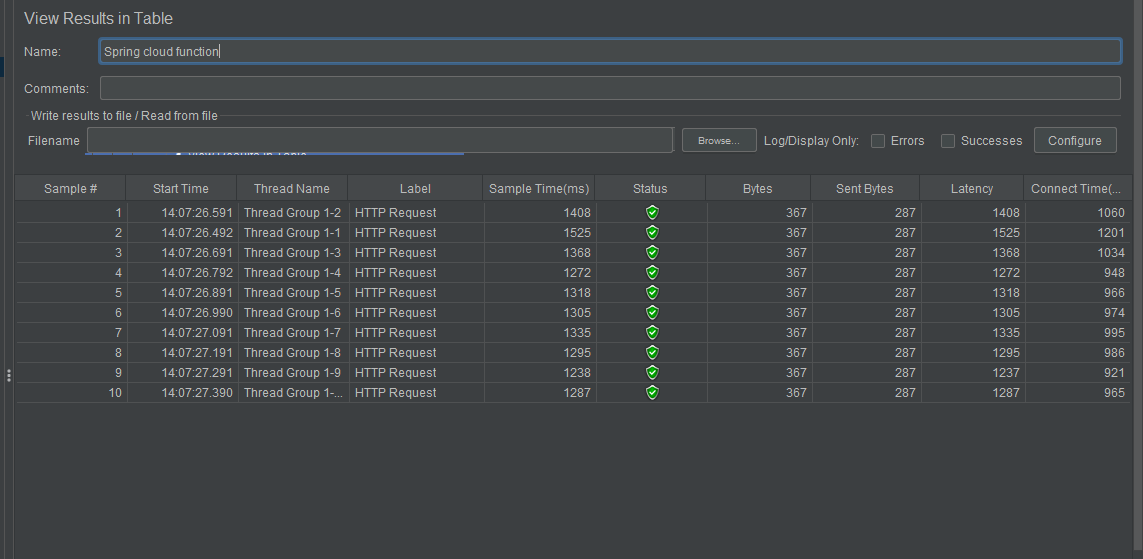 View Results in Table
Name: Spring cloud function
Comments:
Write results to file / Read from file
Filename Browse... Log/Display Only: Errors Successes Configure
View Results in Table
Sample # Start Time Thread Name Label Sample Time(ms) Status Bytes Sent Bytes Latency Connect Time(...
1 14:07:26.591 Thread Group 1-2 HTTP Request 1408 367 287 1408 1060
2 14:07:26.492 Thread Group 1-1 HTTP Request 1525 367 287 1525 1201
3 14:07:26.691 Thread Group 1-3 HTTP Request 1368 367 287 1368 1034
4 14:07:26.792 Thread Group 1-4 HTTP Request 1272 367 287 1272 948
5 14:07:26.891 Thread Group 1-5 HTTP Request 1318 367 287 1318 966
6 14:07:26.990 Thread Group 1-6 HTTP Request 1305 367 287 1305 974
7 14:07:27.091 Thread Group 1-7 HTTP Request 1335 367 287 1335 995
8 14:07:27.191 Thread Group 1-8 HTTP Request 1295 367 287 1295 986
9 14:07:27.291 Thread Group 1-9 HTTP Request 1238 367 287 1237 921
10 14:07:27.390 Thread Group 1-... HTTP Request 1287 367 287 1287 965